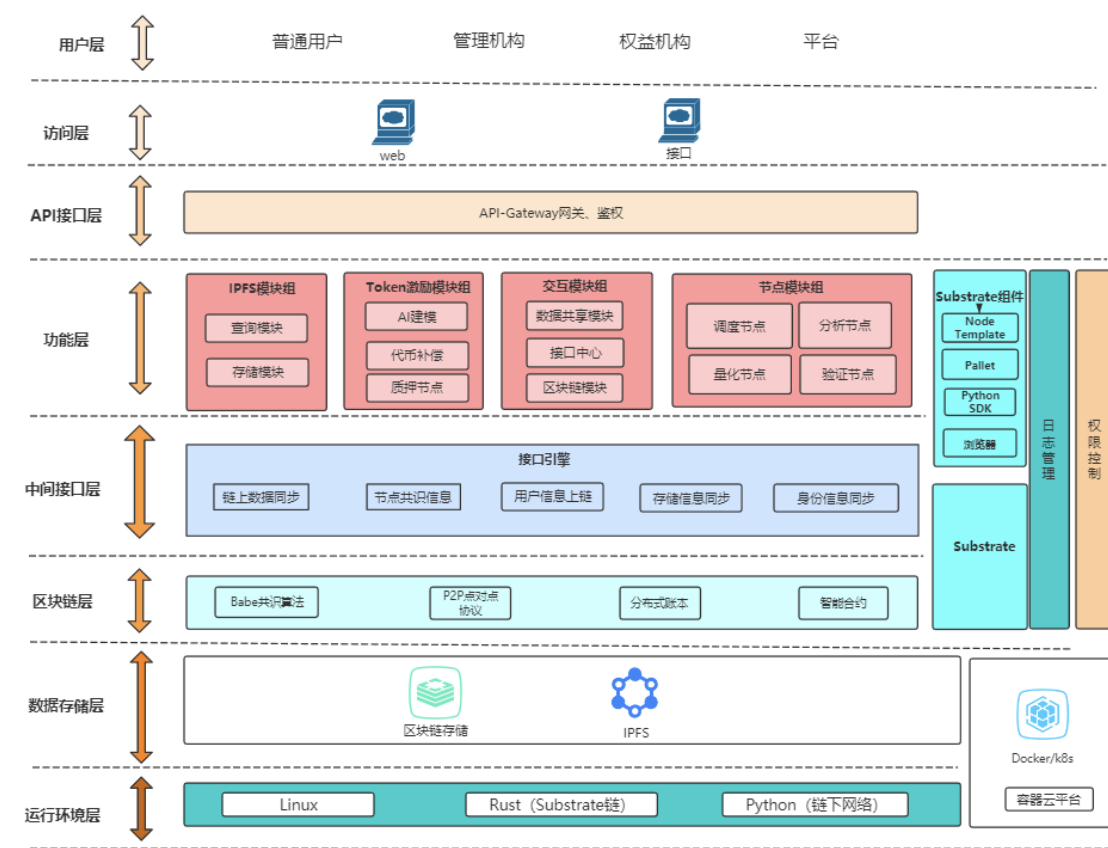 用户层
普通用户
管理机构
权益机构
平台
访问层
web
接口
API接口层
API-Gateway网关、鉴权
功能层
IPFS模块组
查询模块
存储模块
Token激励模块组
AI建模
代币补偿
质押节点
交互模块组
数据共享模块
接口中心
区块链模块
节点模块组
调度节点
分析节点
量化节点
验证节点
Substrate组件
Node
Template
Pallet
Python
SDK
浏览器
日志管理
权限控制
中间接口层
接口引擎
链上数据同步
节点共识信息
用户信息上链
存储信息同步
身份信息同步
Substrate
区块链层
Babe共识算法
P2P点对点
协议
分布式账本
智能合约
数据存储层
区块链存储
IPFS
Docker/k8s
容器云平台
运行环境层
Linux
Rust（Substrate链）
Python（链下网络）